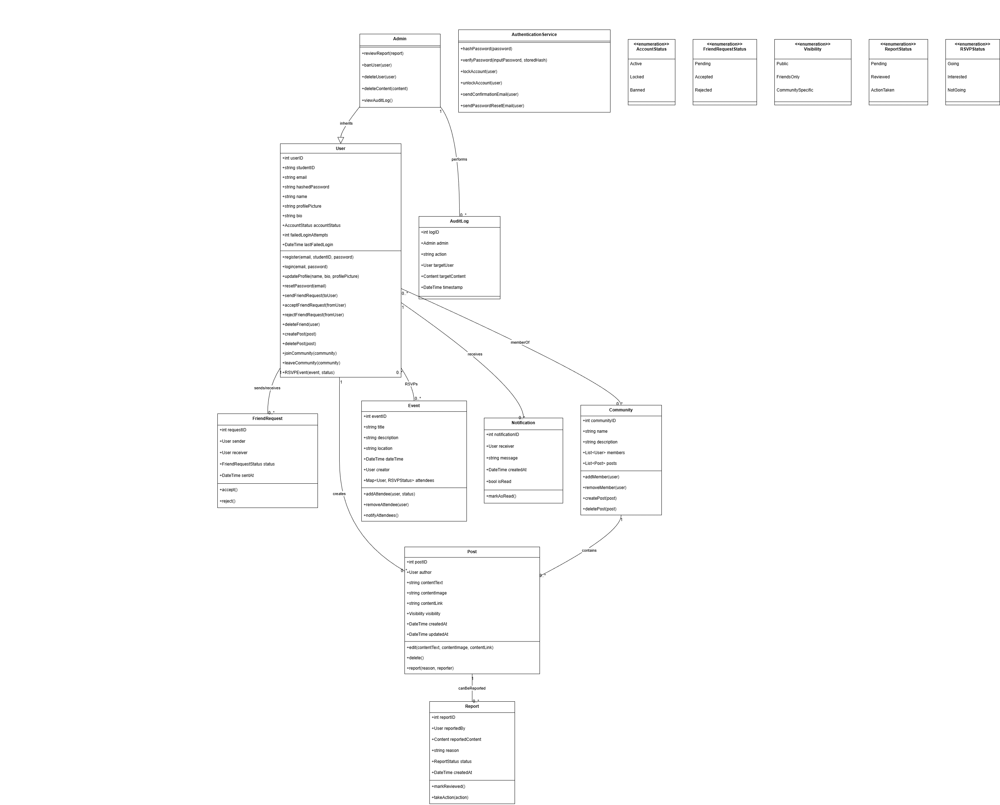 Admin
+reviewReport(report)
+banUser(user)
+deleteUser(user)
+deleteContent(content)
+viewAuditLog()
AuthenticationService
+hashPassword(password)
+verifyPassword(inputPassword, storedHash)
+lockAccount(user)
+unlockAccount(user)
+sendConfirmationEmail(user)
+sendPasswordResetEmail(user)
<<enumeration>>
AccountStatus
Active
Locked
Banned
<<enumeration>>
FriendRequestStatus
Pending
Accepted
Rejected
<<enumeration>>
Visibility
Public
FriendsOnly
CommunitySpecific
<<enumeration>>
ReportStatus
Pending
Reviewed
ActionTaken
<<enumeration>>
RSVPStatus
Going
Interested
NotGoing
1
inherits
performs
0..*
User
+int userID
+string studentID
+string email
+string hashedPassword
+string name
+string profilePicture
+string bio
+AccountStatus accountStatus
+int failedLoginAttempts
+DateTime lastFailedLogin
+register(email, studentID, password)
+login(email, password)
+updateProfile(name, bio, profilePicture)
+resetPassword(email)
+sendFriendRequest(toUser)
+acceptFriendRequest(fromUser)
+rejectFriendRequest(fromUser)
+deleteFriend(user)
+createPost(post)
+deletePost(post)
+joinCommunity(community)
+leaveCommunity(community)
+RSVPEvent(event, status)
AuditLog
+int logID
+Admin admin
+string action
+User targetUser
+Content targetContent
+DateTime timestamp
0..*
1
memberOf
receives
1
0..*
1
sends/receives
RSVPs
0..*
0..*
0..*
0..*
FriendRequest
+int requestID
+User sender
+User receiver
+FriendRequestStatus status
+DateTime sentAt
+accept()
+reject()
Event
+int eventID
+string title
+string description
+string location
+DateTime dateTime
+User creator
+Map<User, RSVPStatus> attendees
+addAttendee(user, status)
+removeAttendee(user)
+notifyAttendees()
Notification
+int notificationID
+User receiver
+string message
+DateTime createdAt
+bool isRead
+markAsRead()
Community
+int communityID
+string name
+string description
+List<User> members
+List<Post> posts
+addMember(user)
+removeMember(user)
+createPost(post)
+deletePost(post)
creates
1
contains
0..*
0..*
Post
+int postID
+User author
+string contentText
+string contentImage
+string contentLink
+Visibility visibility
+DateTime createdAt
+DateTime updatedAt
+edit(contentText, contentImage, contentLink)
+delete()
+report(reason, reporter)
1
canBeReported
0..*
Report
+int reportID
+User reportedBy
+Content reportedContent
+string reason
+ReportStatus status
+DateTime createdAt
+markReviewed()
+takeAction(action)